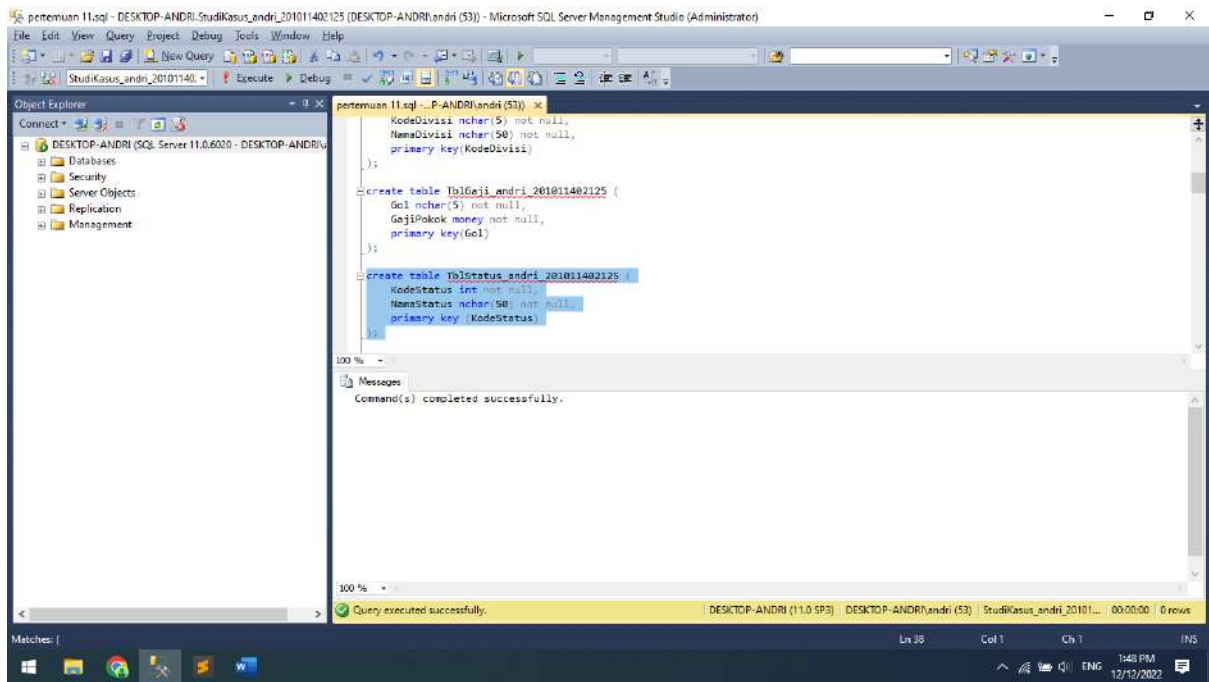 pertemuan 11.sql - DESKTOP-ANDRI.StudiKasus_andri_201011402125 (DESKTOP-ANDRI\andri (53)) - Microsoft SQL Server Management Studio (Administrator)
File Edit View Query Project Debug Tools Window Help
New Query
StudiKasus_andri_20101140. Execute Debug
Object Explorer
Connect
DESKTOP-ANDRI (SQL Server 11.0.6020 - DESKTOP-ANDRI\
Databases
Security
Server Objects
Replication
Management
pertemuan 11.sql -...P-ANDRI\andri (53))
KodeDivisi nchar(5) not null,
NamaDivisi nchar(50) not null,
primary key(KodeDivisi)
);
create table TblGaji_andri_201011402125 (
Gol nchar(5) not null,
GajiPokok money not null,
primary key(Gol)
);
create table TblStatus_andri_201011402125 (
KodeStatus int not null,
NamaStatus nchar(50) not null,
primary key (KodeStatus)
);
100 %
Messages
Command(s) completed successfully.
100 %
Query executed successfully. DESKTOP-ANDRI (11.0 SP3) DESKTOP-ANDRI\andri (53) StudiKasus_andri_20101... 00:00:00 0 rows
Matches: ( Ln 38 Col 1 Ch 1 INS
ENG 1:48 PM
12/12/2022